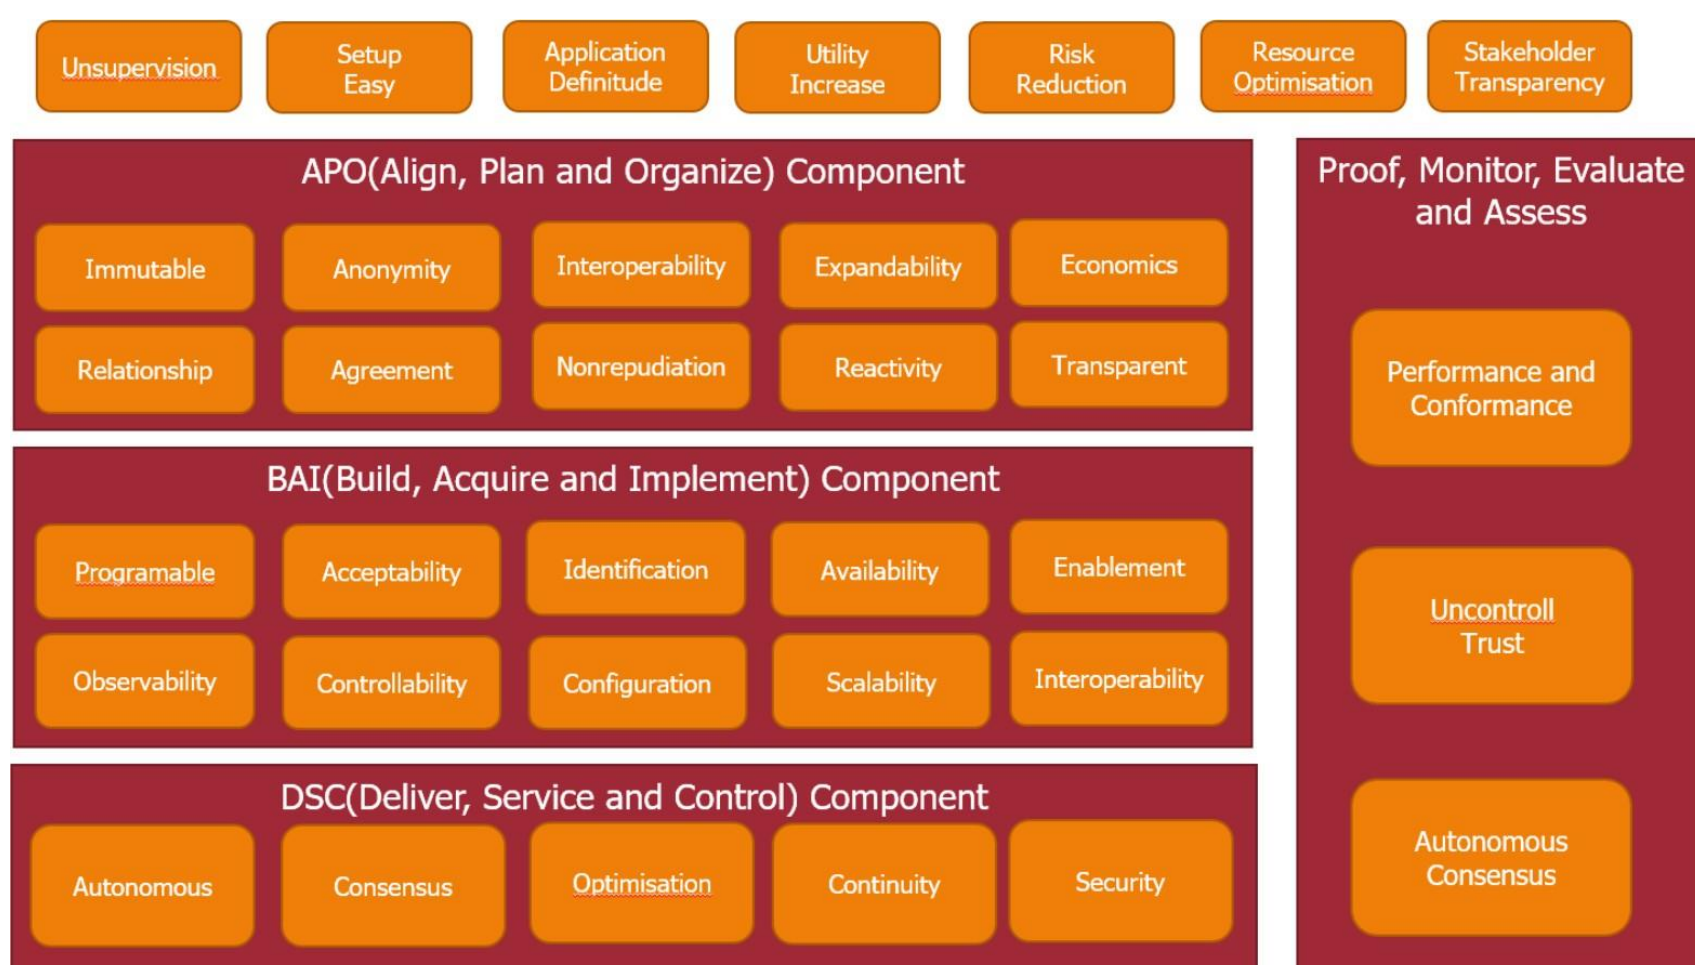 Unsupervision
Setup
Easy
Application
Definitude
Utility
Increase
Risk
Reduction
Resource
Optimisation
Stakeholder
Transparency
APO(Align, Plan and Organize) Component
Immutable
Anonymity
Interoperability
Expandability
Economics
Relationship
Agreement
Nonrepudiation
Reactivity
Transparent
BAI(Build, Acquire and Implement) Component
Programable
Acceptability
Identification
Availability
Enablement
Observability
Controllability
Configuration
Scalability
Interoperability
DSC(Deliver, Service and Control) Component
Autonomous
Consensus
Optimisation
Continuity
Security
Proof, Monitor, Evaluate
and Assess
Performance and
Conformance
Uncontroll
Trust
Autonomous
Consensus